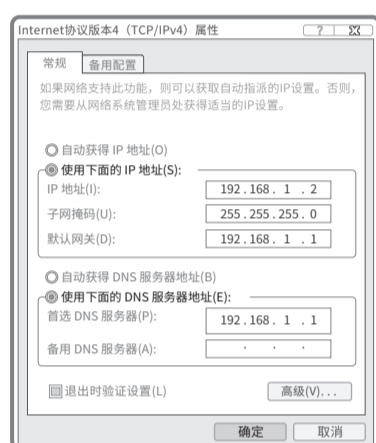 Internet协议版本4（TCP/IPv4）属性
?
常规 备用配置
如果网络支持此功能，则可以获取自动指派的IP设置。否则，
您需要从网络系统管理员处获得适当的IP设置。
自动获得 IP 地址(O)
使用下面的 IP 地址(S):
IP 地址(I): 192.168. 1 . 2
子网掩码(U): 255.255.255. 0
默认网关(D): 192.168. 1 . 1
自动获得 DNS 服务器地址(B)
使用下面的 DNS 服务器地址(E):
首选 DNS 服务器(P): 192.168. 1 . 1
备用 DNS 服务器(A): . . .
退出时验证设置(L) 高级(V)...
确定 取消